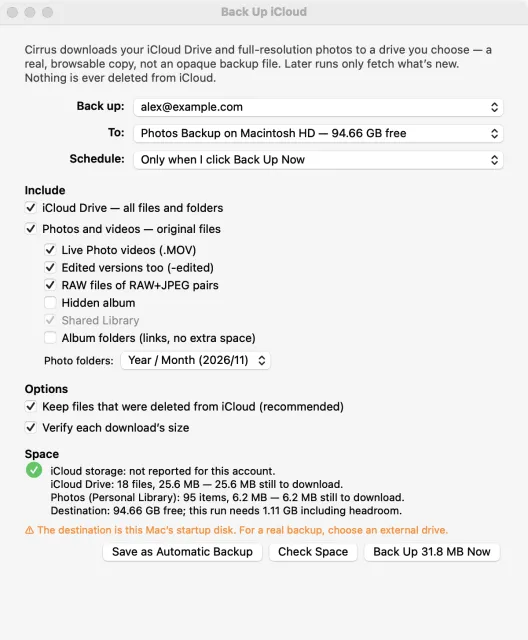 Back Up iCloud
Cirrus downloads your iCloud Drive and full-resolution photos to a drive you choose — a
real, browsable copy, not an opaque backup file. Later runs only fetch what's new.
Nothing is ever deleted from iCloud.
Back up: alex@example.com
To: Photos Backup on Macintosh HD — 94.66 GB free
Schedule: Only when I click Back Up Now
Include
iCloud Drive — all files and folders
Photos and videos — original files
Live Photo videos (.MOV)
Edited versions too (-edited)
RAW files of RAW+JPEG pairs
Hidden album
Shared Library
Album folders (links, no extra space)
Photo folders: Year / Month (2026/11)
Options
Keep files that were deleted from iCloud (recommended)
Verify each download's size
Space
iCloud storage: not reported for this account.
iCloud Drive: 18 files, 25.6 MB — 25.6 MB still to download.
Photos (Personal Library): 95 items, 6.2 MB — 6.2 MB still to download.
Destination: 94.66 GB free; this run needs 1.11 GB including headroom.
⚠ The destination is this Mac's startup disk. For a real backup, choose an external drive.
Save as Automatic Backup Check Space Back Up 31.8 MB Now